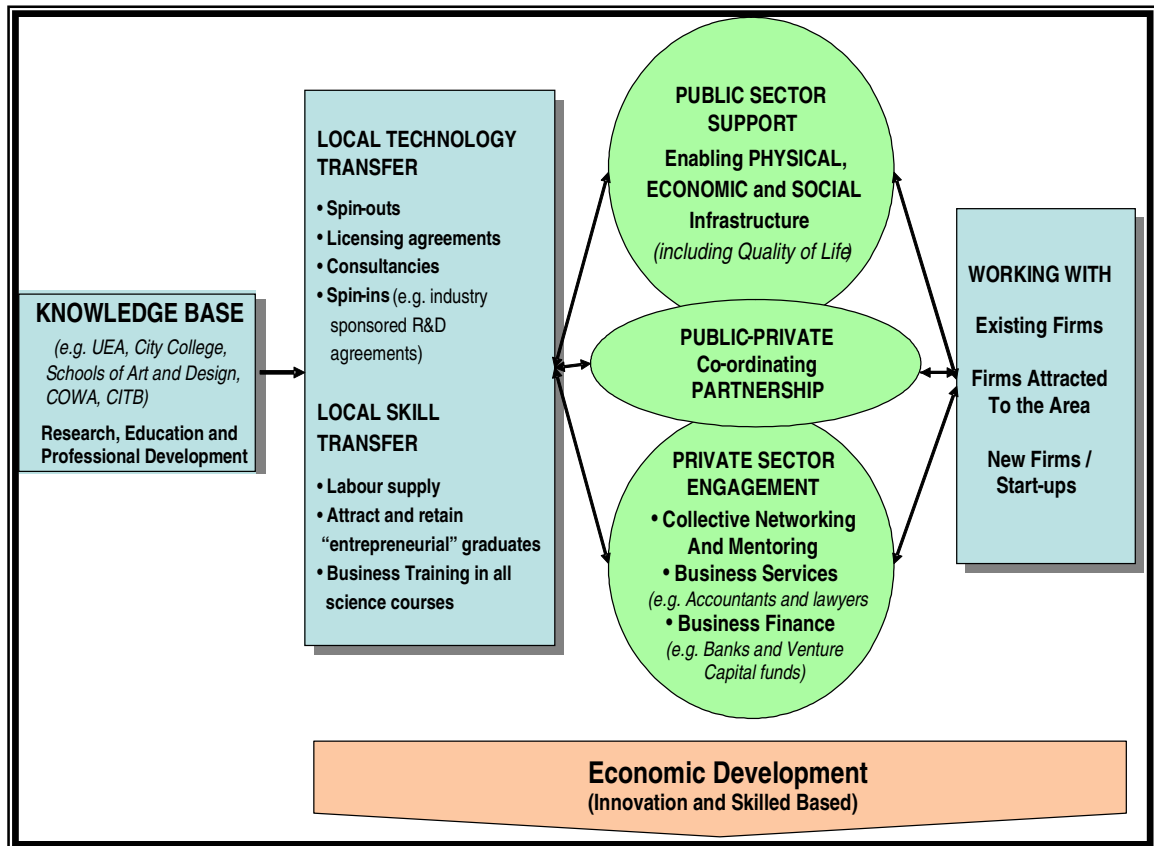 KNOWLEDGE BASE
(e.g. UEA, City College,
Schools of Art and Design,
COWA, CITB)
Research, Education and
Professional Development
LOCAL TECHNOLOGY
TRANSFER
• Spin-outs
• Licensing agreements
• Consultancies
• Spin-ins (e.g. industry
sponsored R&D
agreements)
LOCAL SKILL
TRANSFER
• Labour supply
• Attract and retain
"entrepreneurial" graduates
• Business Training in all
science courses
PUBLIC SECTOR
SUPPORT
Enabling PHYSICAL,
ECONOMIC and SOCIAL
Infrastructure
(including Quality of Life)
PUBLIC-PRIVATE
Co-ordinating
PARTNERSHIP
PRIVATE SECTOR
ENGAGEMENT
• Collective Networking
And Mentoring
• Business Services
(e.g. Accountants and lawyers
• Business Finance
(e.g. Banks and Venture
Capital funds)
WORKING WITH
Existing Firms
Firms Attracted
To the Area
New Firms /
Start-ups
Economic Development
(Innovation and Skilled Based)